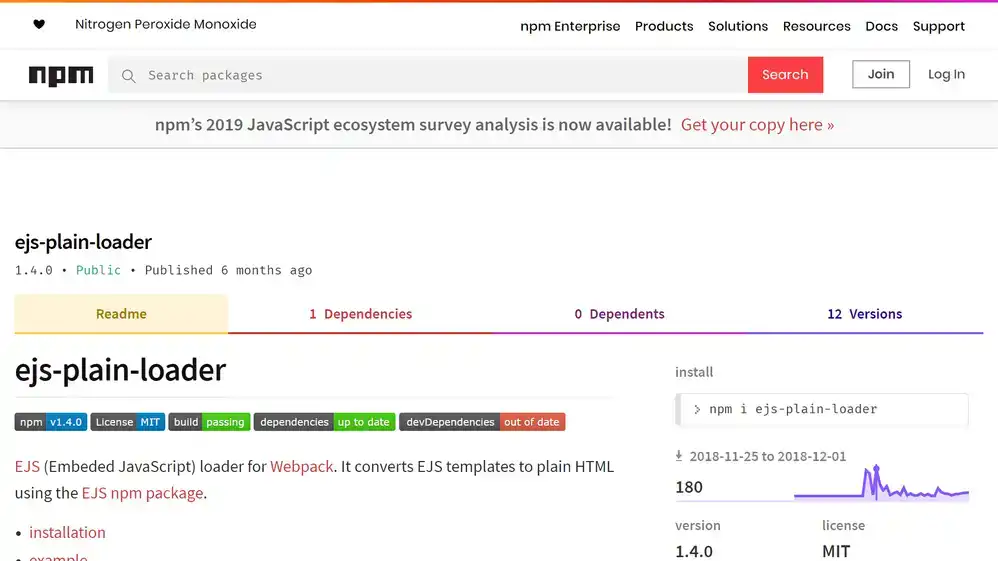 Nitrogen Peroxide Monoxide
npm Enterprise Products Solutions Resources Docs Support
npm Search packages Search Join Log In
npm’s 2019 JavaScript ecosystem survey analysis is now available! Get your copy here »
ejs-plain-loader
1.4.0 • Public • Published 6 months ago
Readme 1 Dependencies 0 Dependents 12 Versions
ejs-plain-loader
npm v1.4.0 License MIT build passing dependencies up to date devDependencies out of date
EJS (Embeded JavaScript) loader for Webpack. It converts EJS templates to plain HTML
using the EJS npm package.
• installation
• example
install
> npm i ejs-plain-loader
2018-11-25 to 2018-12-01
180
version license
1.4.0 MIT